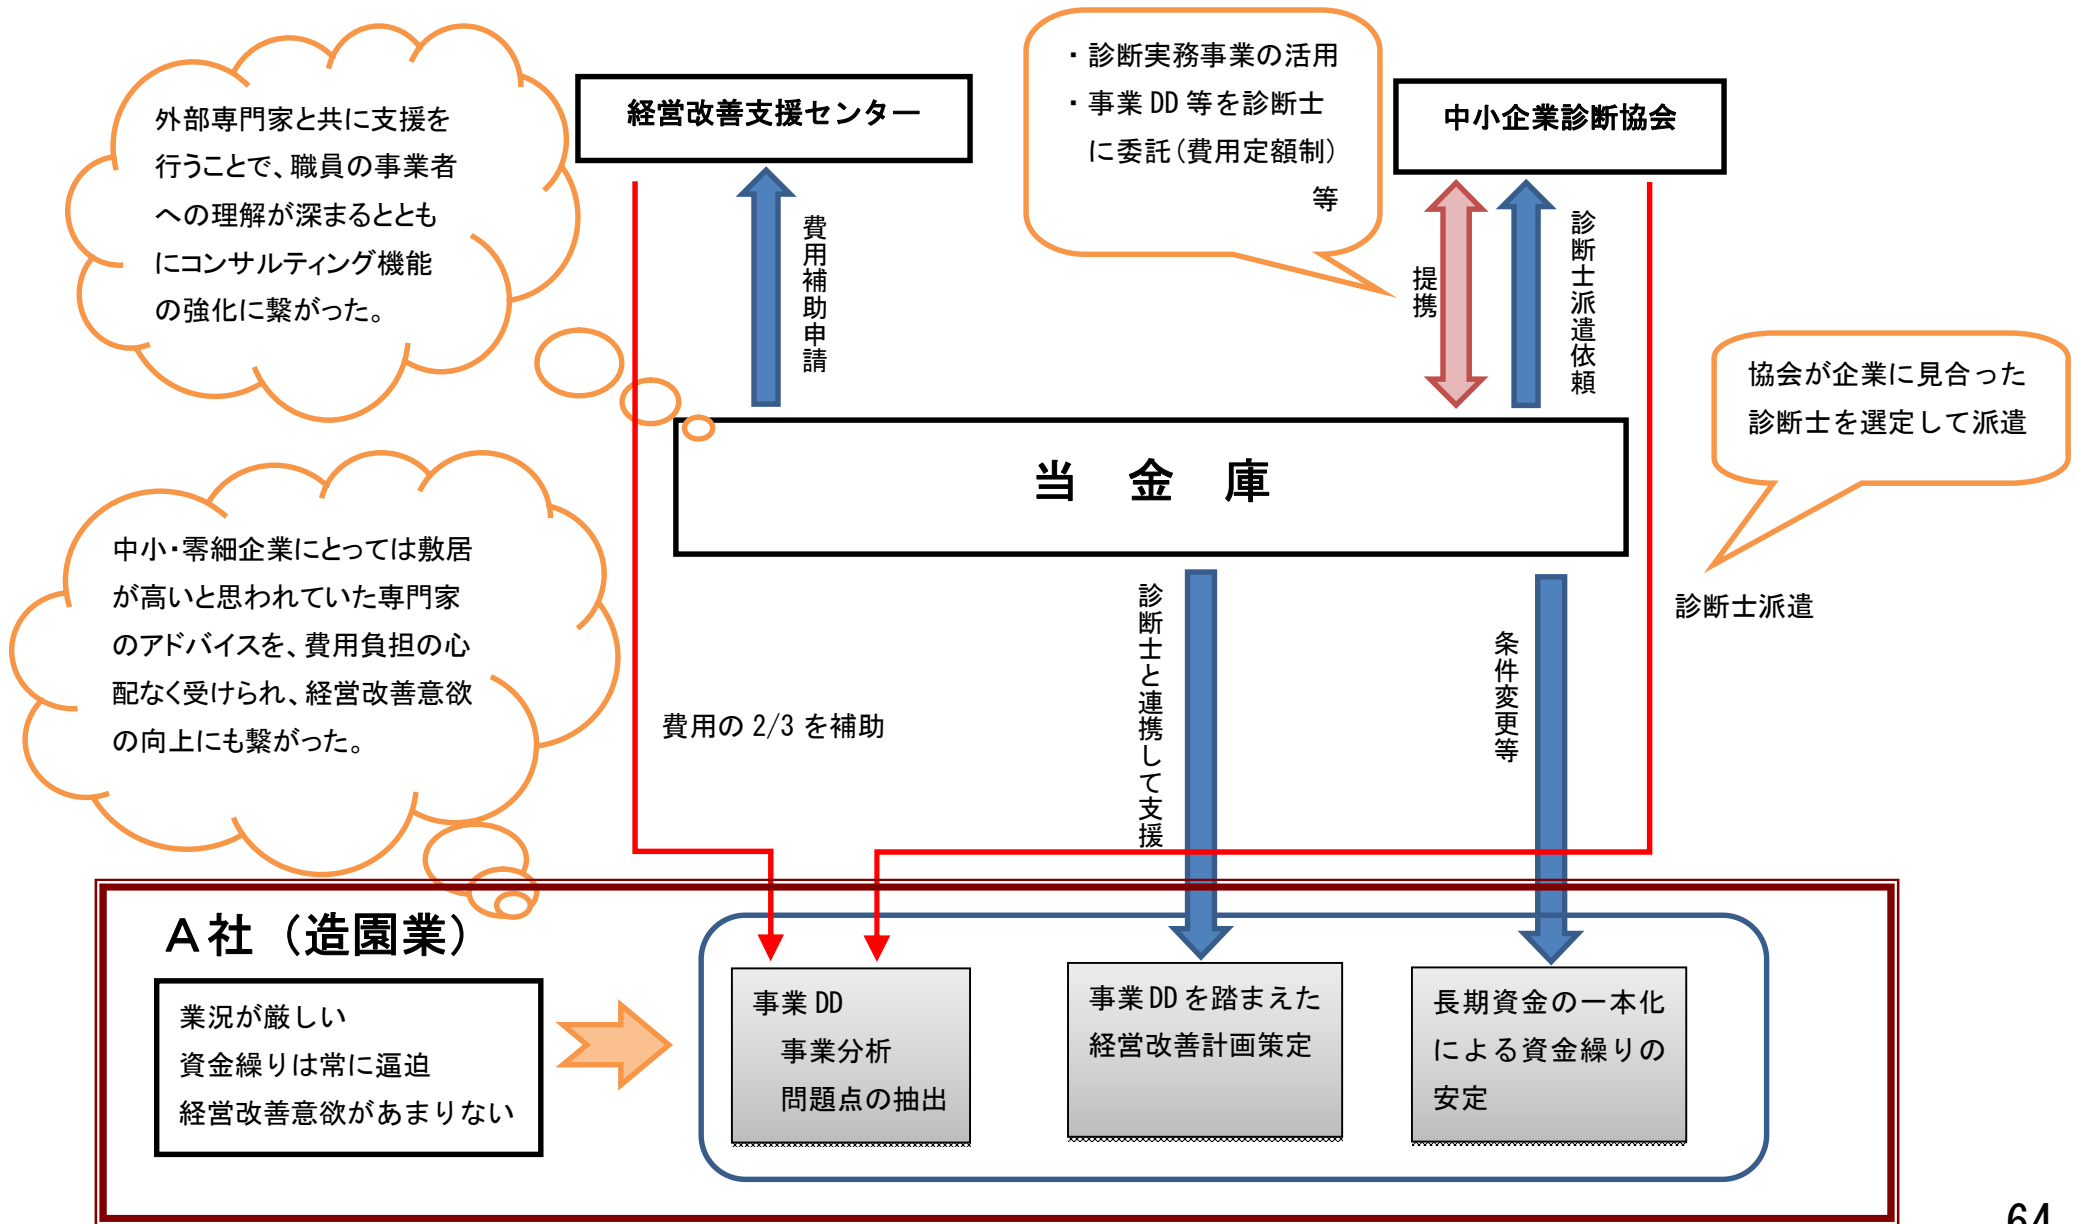 外部専門家と共に支援を
行うことで、職員の事業者
への理解が深まるととも
にコンサルティング機能
の強化に繋がった。
経営改善支援センター
・診断実務事業の活用
・事業 DD 等を診断士
に委託(費用定額制)
等
中小企業診断協会
費用補助申請
提携
診断士派遣依頼
協会が企業に見合った
診断士を選定して派遣
当 金 庫
中小・零細企業にとっては敷居
が高いと思われていた専門家
のアドバイスを、費用負担の心
配なく受けられ、経営改善意欲
の向上にも繋がった。
費用の 2/3 を補助
診断士と連携して支援
条件変更等
診断士派遣
A社（造園業）
業況が厳しい
資金繰りは常に逼迫
経営改善意欲があまりない
事業 DD
事業分析
問題点の抽出
事業 DD を踏まえた
経営改善計画策定
長期資金の一本化
による資金繰りの
安定
64